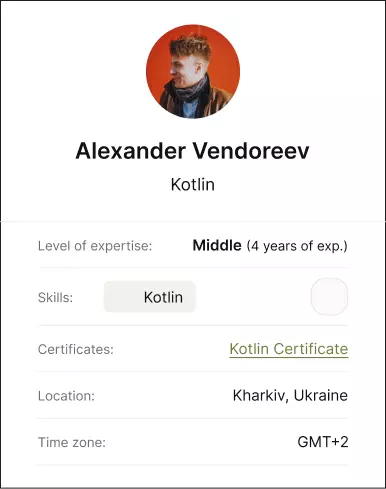 Alexander Vendoreev
Kotlin
Level of expertise: Middle (4 years of exp.)
Skills: Kotlin
Certificates: Kotlin Certificate
Location: Kharkiv, Ukraine
Time zone: GMT+2